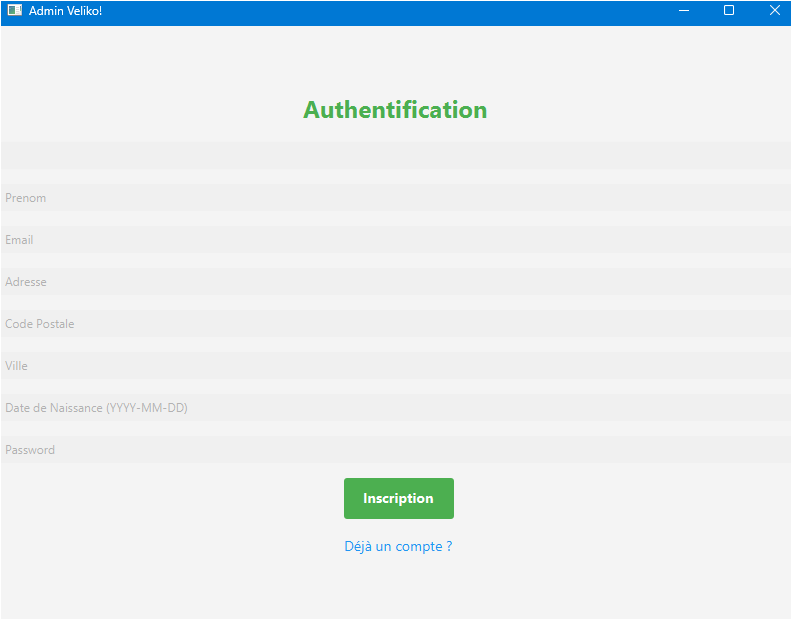 Admin Veliko!
Authentification
Prenom
Email
Adresse
Code Postale
Ville
Date de Naissance (YYYY-MM-DD)
Password
Inscription
Déjà un compte ?